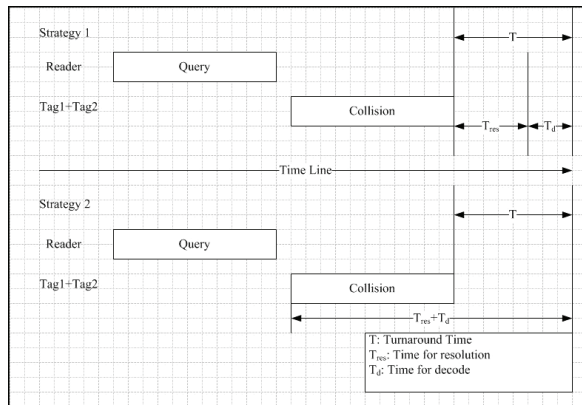 Strategy 1
T
Reader
Query
Tag1+Tag2
Collision
Tres
Td
Time Line
Strategy 2
T
Reader
Query
Tag1+Tag2
Collision
Tres+Td
T: Turnaround Time
Tres: Time for resolution
Td: Time for decode